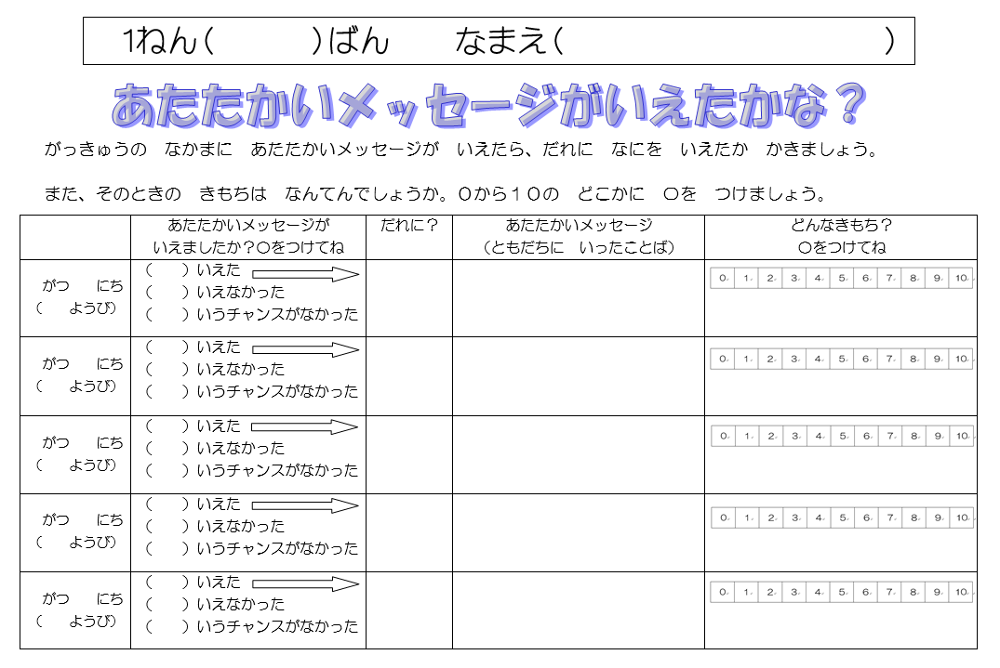 1ねん(　　　)ばん　　なまえ(　　　　　　　　　)
あたたかいメッセージがいえたかな？
がっきゅうの　なかまに　あたたかいメッセージが　いえたら、だれに　なにを　いえたか　かきましょう。
また、そのときの　きもちは　なんてんでしょうか。０から１０の　どこかに　〇を　つけましょう。
あたたかいメッセージが
いえましたか？〇をつけてね
だれに？
あたたかいメッセージ
（ともだちに　いったことば）
どんなきもち？
〇をつけてね
がつ　　にち
（　　ようび）
（　　）いえた
（　　）いえなかった
（　　）いうチャンスがなかった
0 1 2 3 4 5 6 7 8 9 10
がつ　　にち
（　　ようび）
（　　）いえた
（　　）いえなかった
（　　）いうチャンスがなかった
0 1 2 3 4 5 6 7 8 9 10
がつ　　にち
（　　ようび）
（　　）いえた
（　　）いえなかった
（　　）いうチャンスがなかった
0 1 2 3 4 5 6 7 8 9 10
がつ　　にち
（　　ようび）
（　　）いえた
（　　）いえなかった
（　　）いうチャンスがなかった
0 1 2 3 4 5 6 7 8 9 10
がつ　　にち
（　　ようび）
（　　）いえた
（　　）いえなかった
（　　）いうチャンスがなかった
0 1 2 3 4 5 6 7 8 9 10